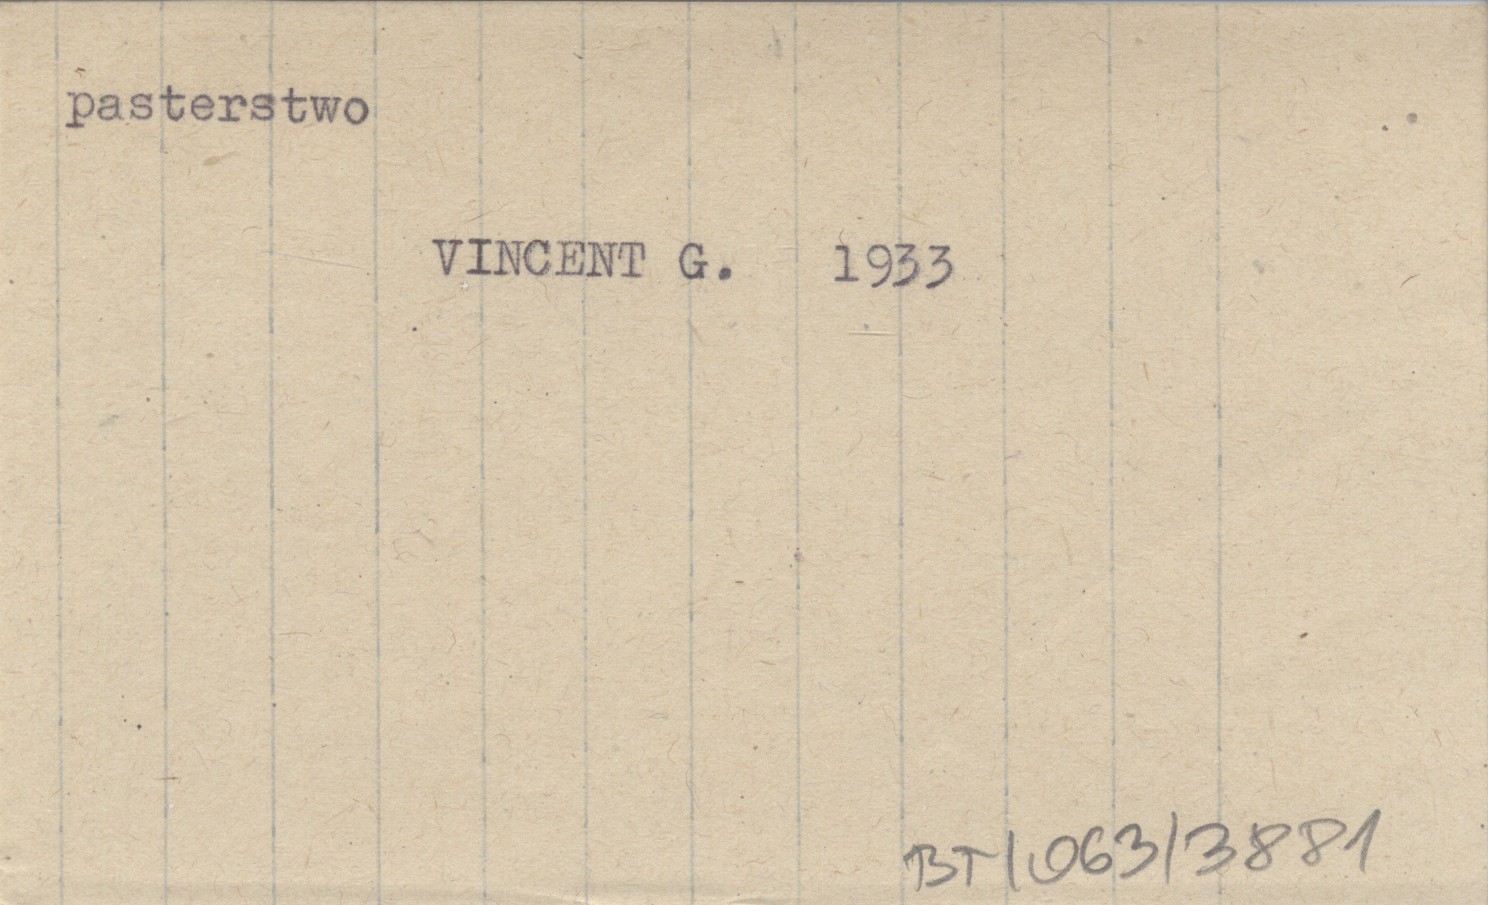 pasterstwo
VINCENT G. 1933
BT/063/3881